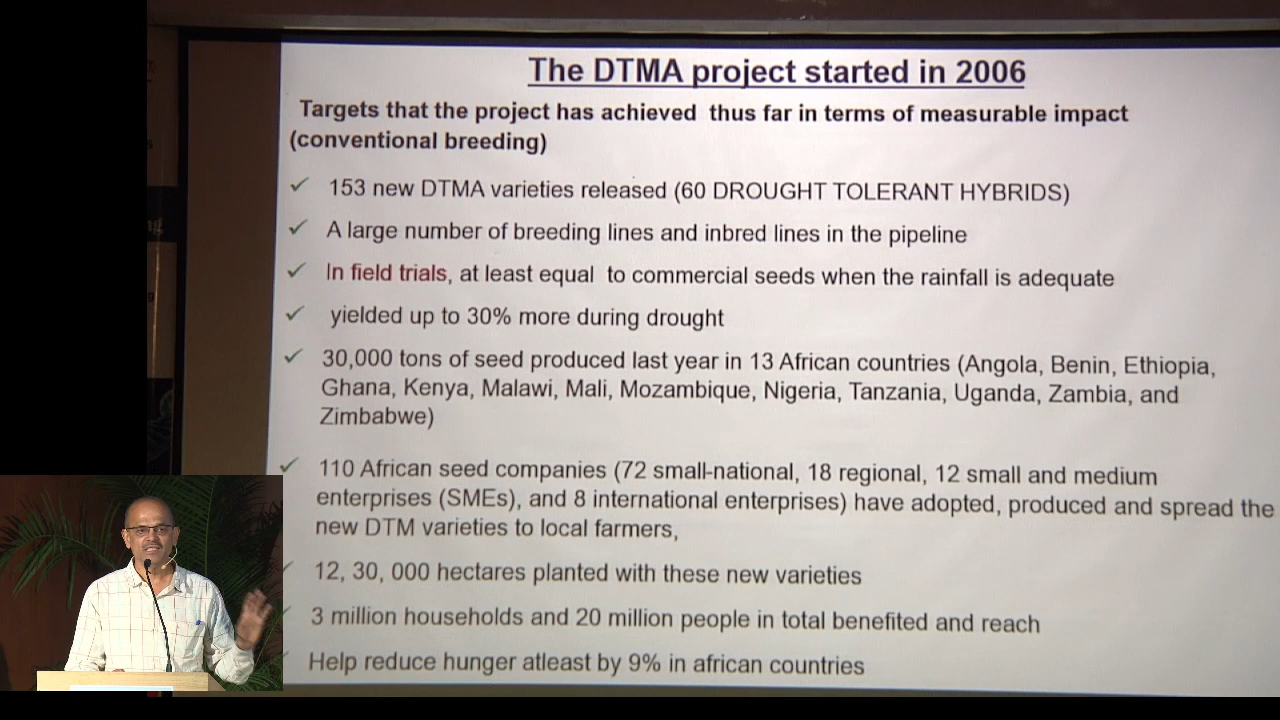 The DTMA project started in 2006
Targets that the project has achieved thus far in terms of measurable impact
(conventional breeding)
✓ 153 new DTMA varieties released (60 DROUGHT TOLERANT HYBRIDS)
✓ A large number of breeding lines and inbred lines in the pipeline
✓ In field trials, at least equal to commercial seeds when the rainfall is adequate
✓ yielded up to 30% more during drought
✓ 30,000 tons of seed produced last year in 13 African countries (Angola, Benin, Ethiopia,
Ghana, Kenya, Malawi, Mali, Mozambique, Nigeria, Tanzania, Uganda, Zambia, and
Zimbabwe)
✓ 110 African seed companies (72 small-national, 18 regional, 12 small and medium
enterprises (SMEs), and 8 international enterprises) have adopted, produced and spread the
new DTM varieties to local farmers,
12, 30, 000 hectares planted with these new varieties
3 million households and 20 million people in total benefited and reach
Help reduce hunger atleast by 9% in african countries